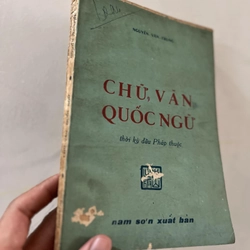 CHỮ, VĂN
QUỐC NGỮ
thời kỳ đầu Pháp thuộc
nam sơn xuất bản